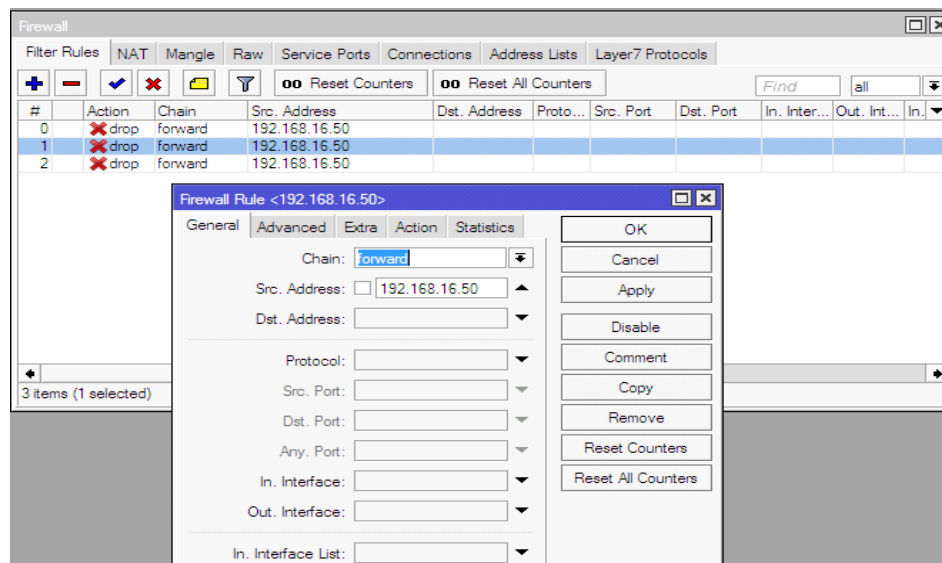 Firewall
Filter Rules NAT Mangle Raw Service Ports Connections Address Lists Layer7 Protocols
00 Reset Counters 00 Reset All Counters Find all
# Action Chain Src. Address Dst. Address Proto... Src. Port Dst. Port In. Inter... Out. Int... In.
0 drop forward 192.168.16.50
1 drop forward 192.168.16.50
2 drop forward 192.168.16.50
3 items (1 selected)
Firewall Rule <192.168.16.50>
General Advanced Extra Action Statistics
Chain: forward
Src. Address: 192.168.16.50
Dst. Address:
Protocol:
Src. Port:
Dst. Port:
Any. Port:
In. Interface:
Out. Interface:
In. Interface List:
OK
Cancel
Apply
Disable
Comment
Copy
Remove
Reset Counters
Reset All Counters